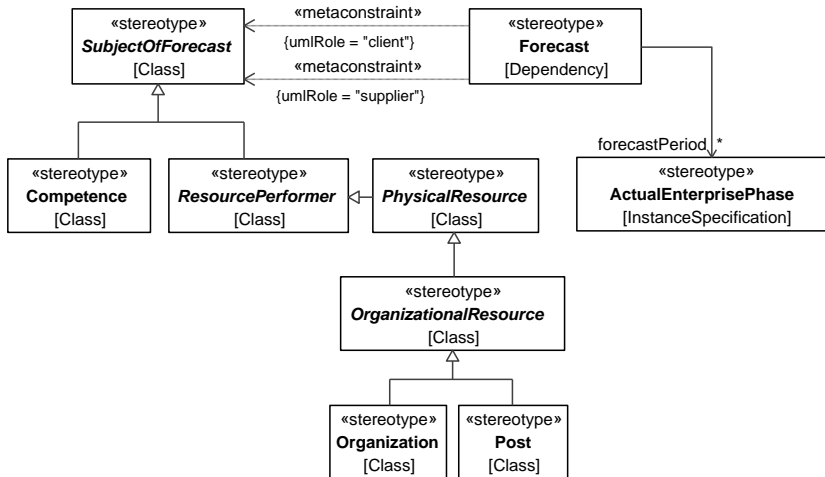 «stereotype»
SubjectOfForecast
[Class]
«metaconstraint»
{umlRole = "client"}
«metaconstraint»
{umlRole = "supplier"}
«stereotype»
Forecast
[Dependency]
forecastPeriod *
«stereotype»
Competence
[Class]
«stereotype»
ResourcePerformer
[Class]
«stereotype»
PhysicalResource
[Class]
«stereotype»
ActualEnterprisePhase
[InstanceSpecification]
«stereotype»
OrganizationalResource
[Class]
«stereotype»
Organization
[Class]
«stereotype»
Post
[Class]